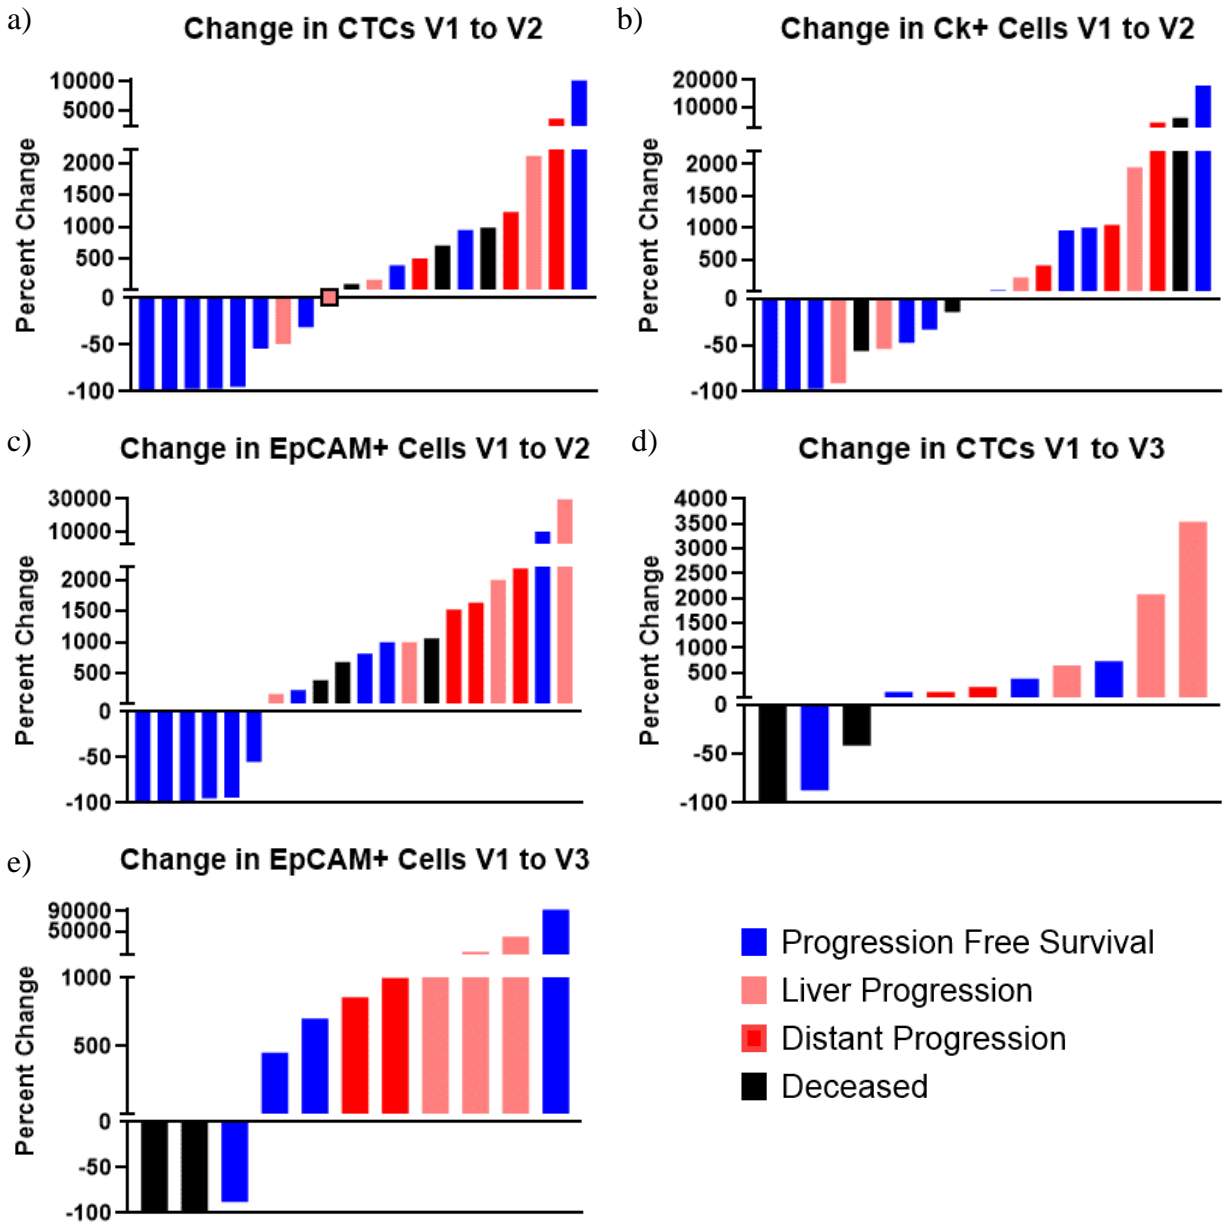 a)
Change in CTCs V1 to V2
Percent Change
10000
5000
2000
1500
1000
500
0
-50
-100
b)
Change in Ck+ Cells V1 to V2
Percent Change
20000
10000
2000
1500
1000
500
0
-50
-100
c)
Change in EpCAM+ Cells V1 to V2
Percent Change
30000
10000
2000
1500
1000
500
0
-50
-100
d)
Change in CTCs V1 to V3
Percent Change
4000
3500
3000
2500
2000
1500
1000
500
0
-50
-100
e)
Change in EpCAM+ Cells V1 to V3
Percent Change
90000
50000
1000
500
0
-50
-100
Progression Free Survival
Liver Progression
Distant Progression
Deceased